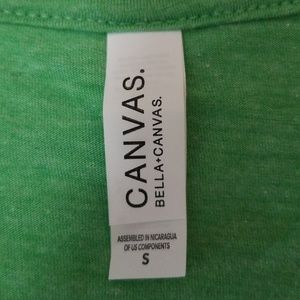 CANVAS.
BELLA+CANVAS.
ASSEMBLED IN NICARAGUA
OF US COMPONENTS
S